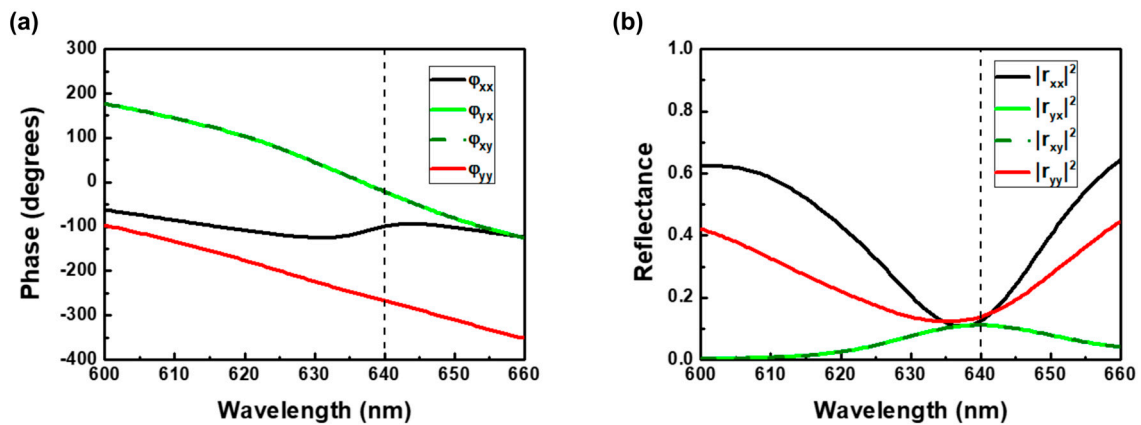 (a)
300
200
100
0
-100
-200
-300
-400
Phase (degrees)
φxx
φyx
φxy
φyy
600 610 620 630 640 650 660
Wavelength (nm)
(b)
1.0
0.8
0.6
0.4
0.2
0.0
Reflectance
|rxx|²
|ryx|²
|rxy|²
|ryy|²
600 610 620 630 640 650 660
Wavelength (nm)